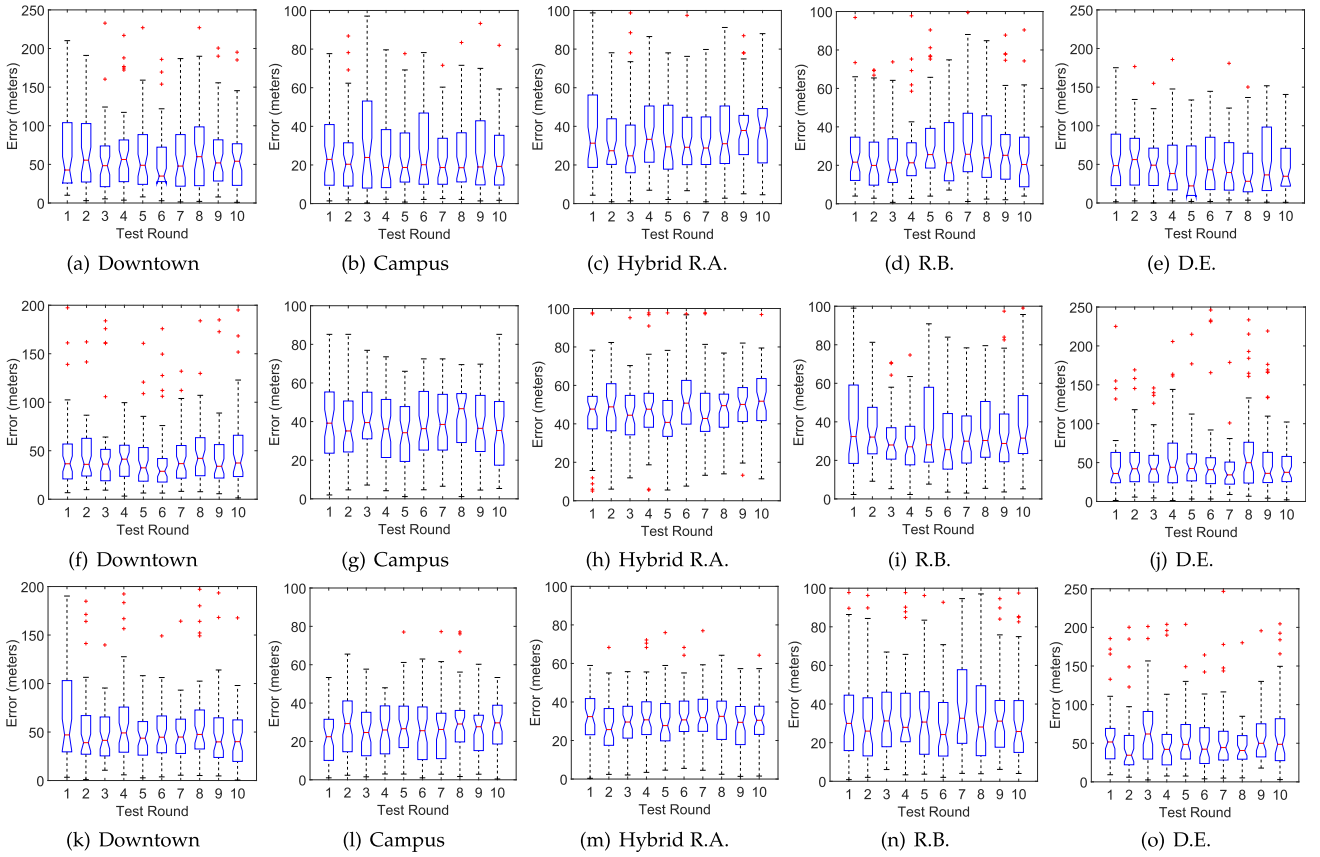 Error (meters)
250
200
150
100
50
0
1 2 3 4 5 6 7 8 9 10
Test Round
(a) Downtown
Error (meters)
100
80
60
40
20
0
1 2 3 4 5 6 7 8 9 10
Test Round
(b) Campus
Error (meters)
100
80
60
40
20
0
1 2 3 4 5 6 7 8 9 10
Test Round
(c) Hybrid R.A.
Error (meters)
100
80
60
40
20
0
1 2 3 4 5 6 7 8 9 10
Test Round
(d) R.B.
Error (meters)
250
200
150
100
50
0
1 2 3 4 5 6 7 8 9 10
Test Round
(e) D.E.
Error (meters)
200
150
100
50
0
1 2 3 4 5 6 7 8 9 10
Test Round
(f) Downtown
Error (meters)
100
80
60
40
20
0
1 2 3 4 5 6 7 8 9 10
Test Round
(g) Campus
Error (meters)
100
80
60
40
20
0
1 2 3 4 5 6 7 8 9 10
Test Round
(h) Hybrid R.A.
Error (meters)
100
80
60
40
20
0
1 2 3 4 5 6 7 8 9 10
Test Round
(i) R.B.
Error (meters)
250
200
150
100
50
0
1 2 3 4 5 6 7 8 9 10
Test Round
(j) D.E.
Error (meters)
200
150
100
50
0
1 2 3 4 5 6 7 8 9 10
Test Round
(k) Downtown
Error (meters)
100
80
60
40
20
0
1 2 3 4 5 6 7 8 9 10
Test Round
(l) Campus
Error (meters)
100
80
60
40
20
0
1 2 3 4 5 6 7 8 9 10
Test Round
(m) Hybrid R.A.
Error (meters)
100
80
60
40
20
0
1 2 3 4 5 6 7 8 9 10
Test Round
(n) R.B.
Error (meters)
250
200
150
100
50
0
1 2 3 4 5 6 7 8 9 10
Test Round
(o) D.E.